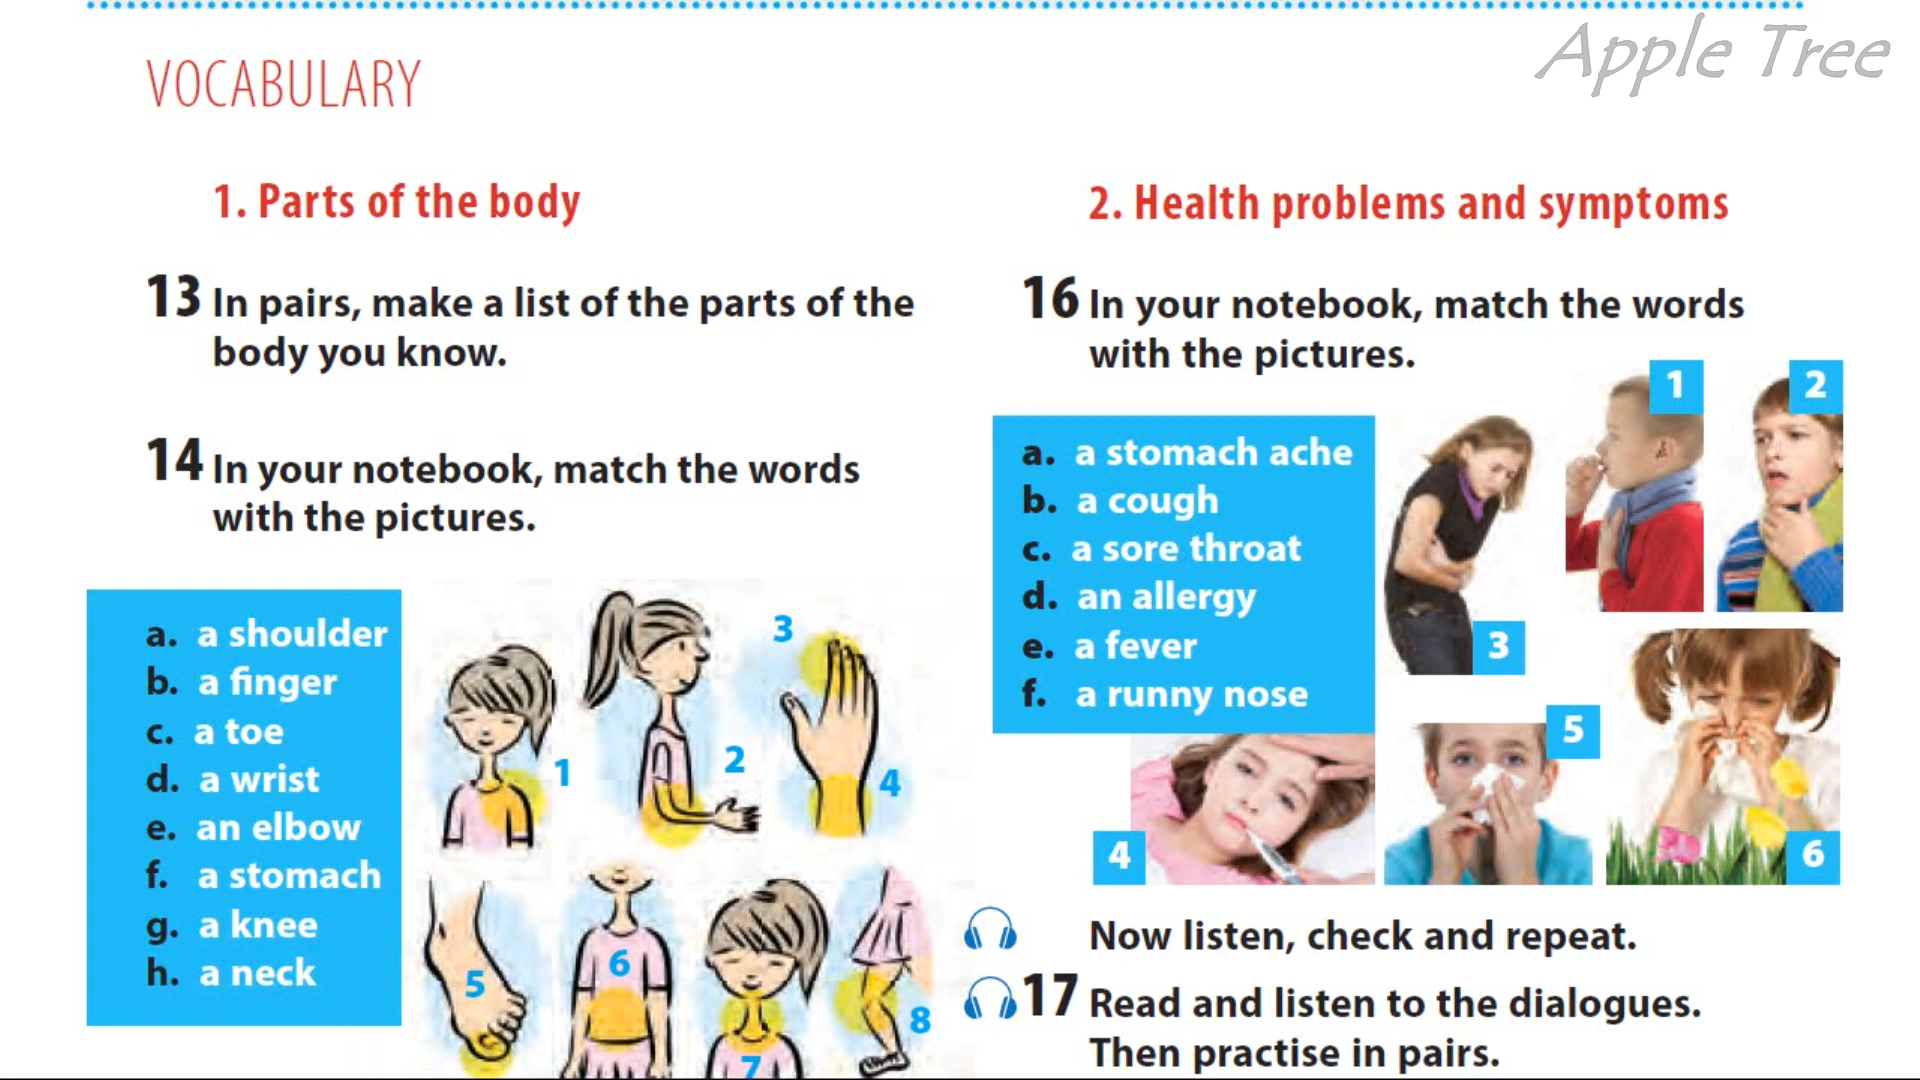 Apple Tree
VOCABULARY
1. Parts of the body
13 In pairs, make a list of the parts of the
body you know.
14 In your notebook, match the words
with the pictures.
a. a shoulder
b. a finger
c. a toe
d. a wrist
e. an elbow
f. a stomach
g. a knee
h. a neck
1
2
3
4
5
6
7
8
2. Health problems and symptoms
16 In your notebook, match the words
with the pictures.
a. a stomach ache
b. a cough
c. a sore throat
d. an allergy
e. a fever
f. a runny nose
1
2
3
4
5
6
Now listen, check and repeat.
17 Read and listen to the dialogues.
Then practise in pairs.